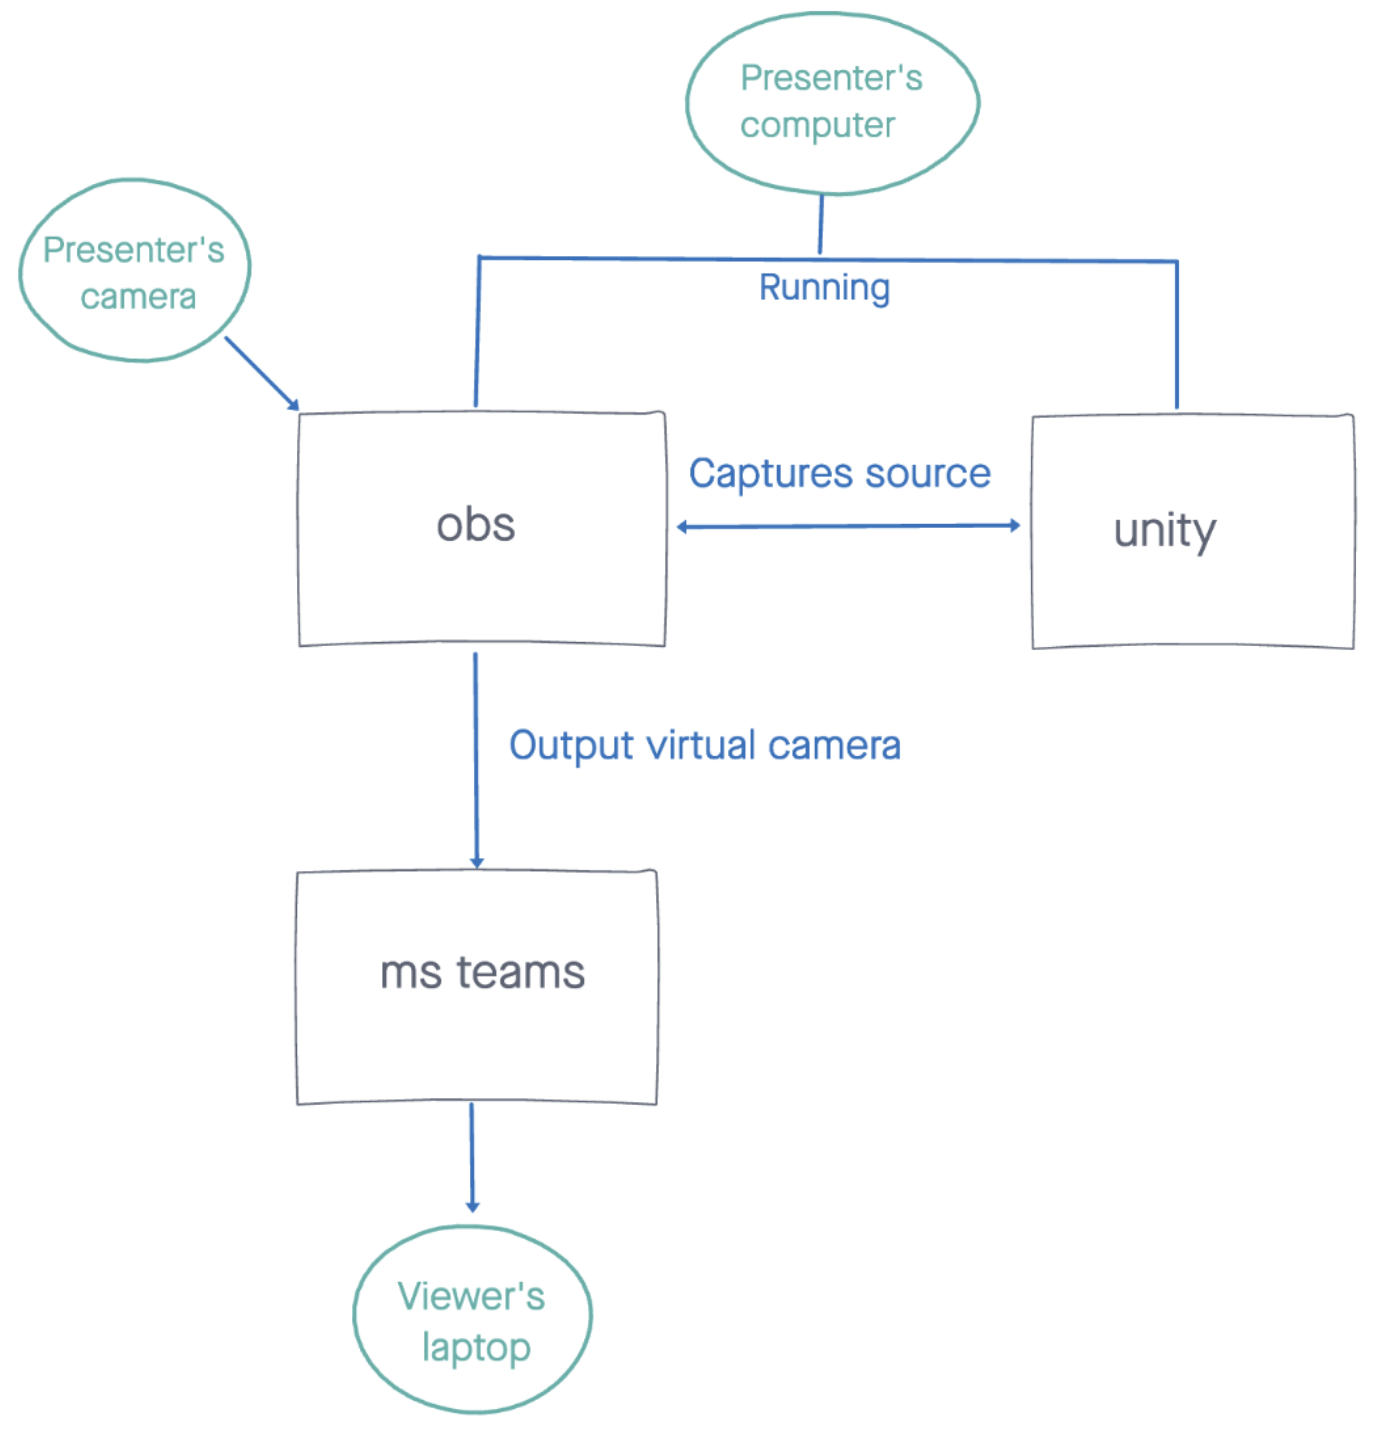 Presenter's
computer
Presenter's
camera
Running
Captures source
obs
unity
Output virtual camera
ms teams
Viewer's
laptop